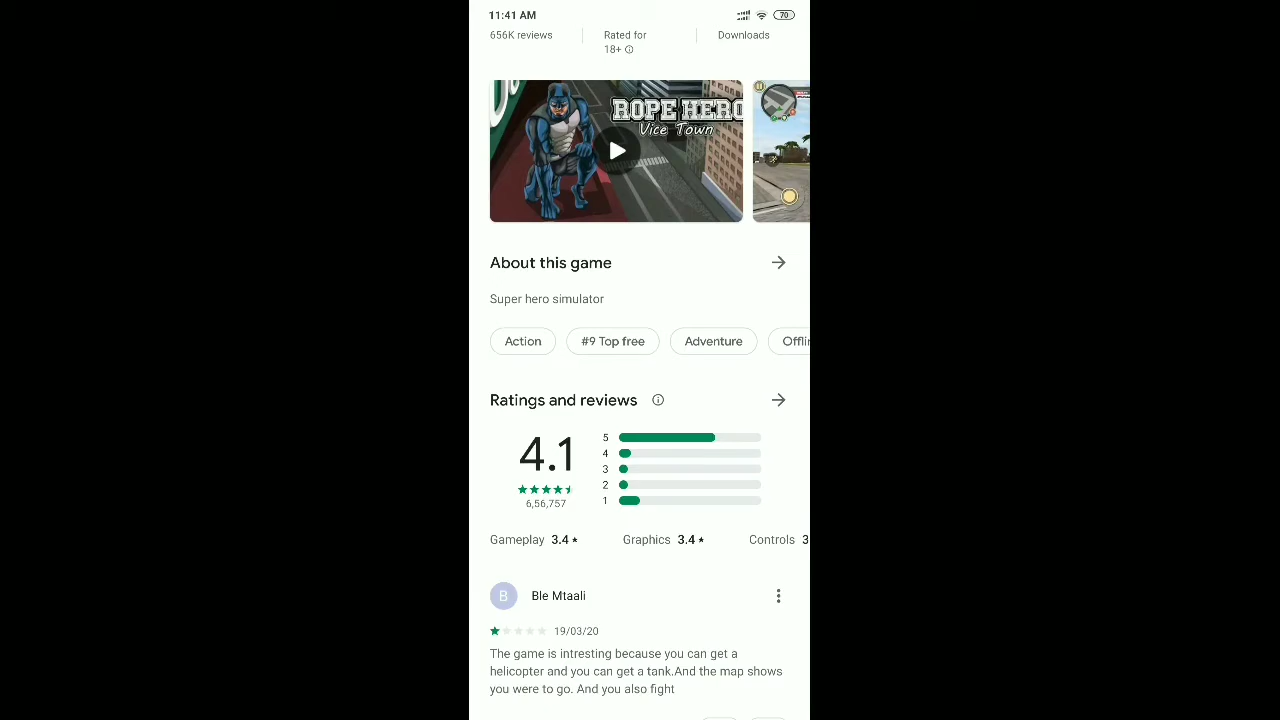 11:41 AM
70
656K reviews
Rated for
18+
Downloads
ROPE HERO
Vice Town
About this game
Super hero simulator
Action
#9 Top free
Adventure
Offlin
Ratings and reviews
4.1
5
4
3
2
1
6,56,757
Gameplay 3.4 ★
Graphics 3.4 ★
Controls 3
B
Ble Mtaali
19/03/20
The game is intresting because you can get a
helicopter and you can get a tank.And the map shows
you were to go. And you also fight